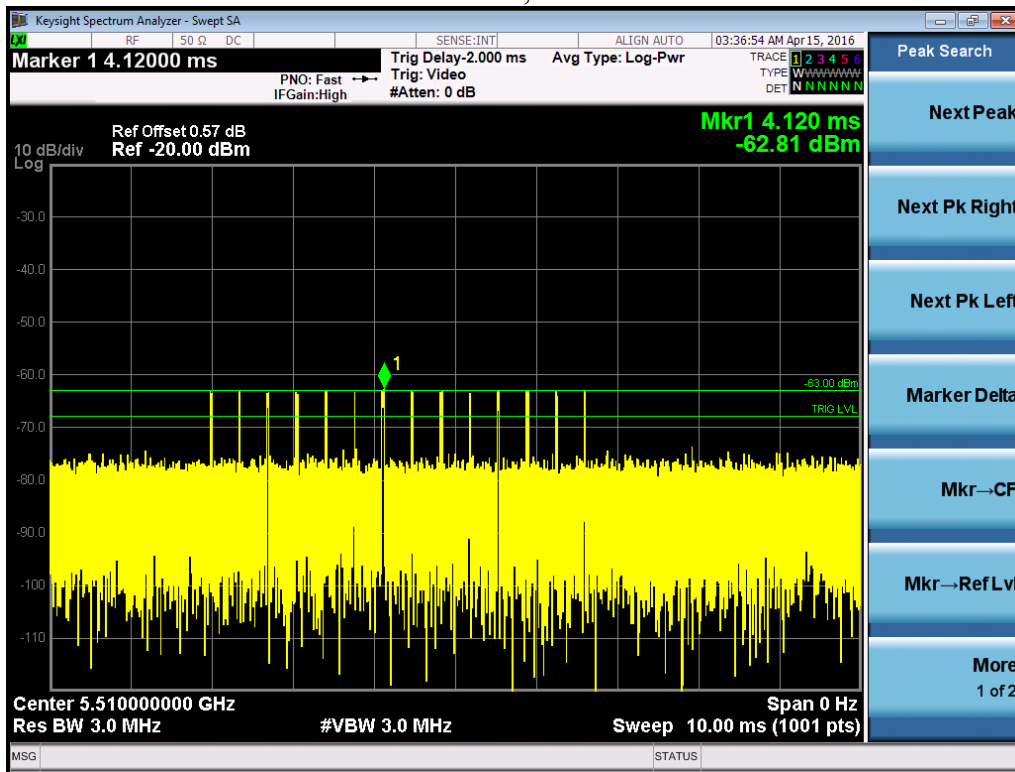 Keysight Spectrum Analyzer - Swept SA
LXI RF 50 Ω DC SENSE:INT ALIGN AUTO 03:36:54 AM Apr 15, 2016
Marker 1 4.12000 ms
PNO: Fast
IFGain:High
Trig Delay-2.000 ms
Trig: Video
#Atten: 0 dB
Avg Type: Log-Pwr
TRACE 1 2 3 4 5 6
TYPE WWWWWW
DET N N N N N N
Peak Search
Ref Offset 0.57 dB
10 dB/div Ref -20.00 dBm
Log
Mkr1 4.120 ms
-62.81 dBm
-30.0
-40.0
-50.0
-60.0
-70.0
-80.0
-90.0
-100
-110
1
-63.00 dBm
TRIG LVL
Center 5.510000000 GHz Span 0 Hz
Res BW 3.0 MHz #VBW 3.0 MHz Sweep 10.00 ms (1001 pts)
MSG STATUS
Next Peak
Next Pk Right
Next Pk Left
Marker Delta
Mkr→CF
Mkr→Ref Lvl
More
1 of 2